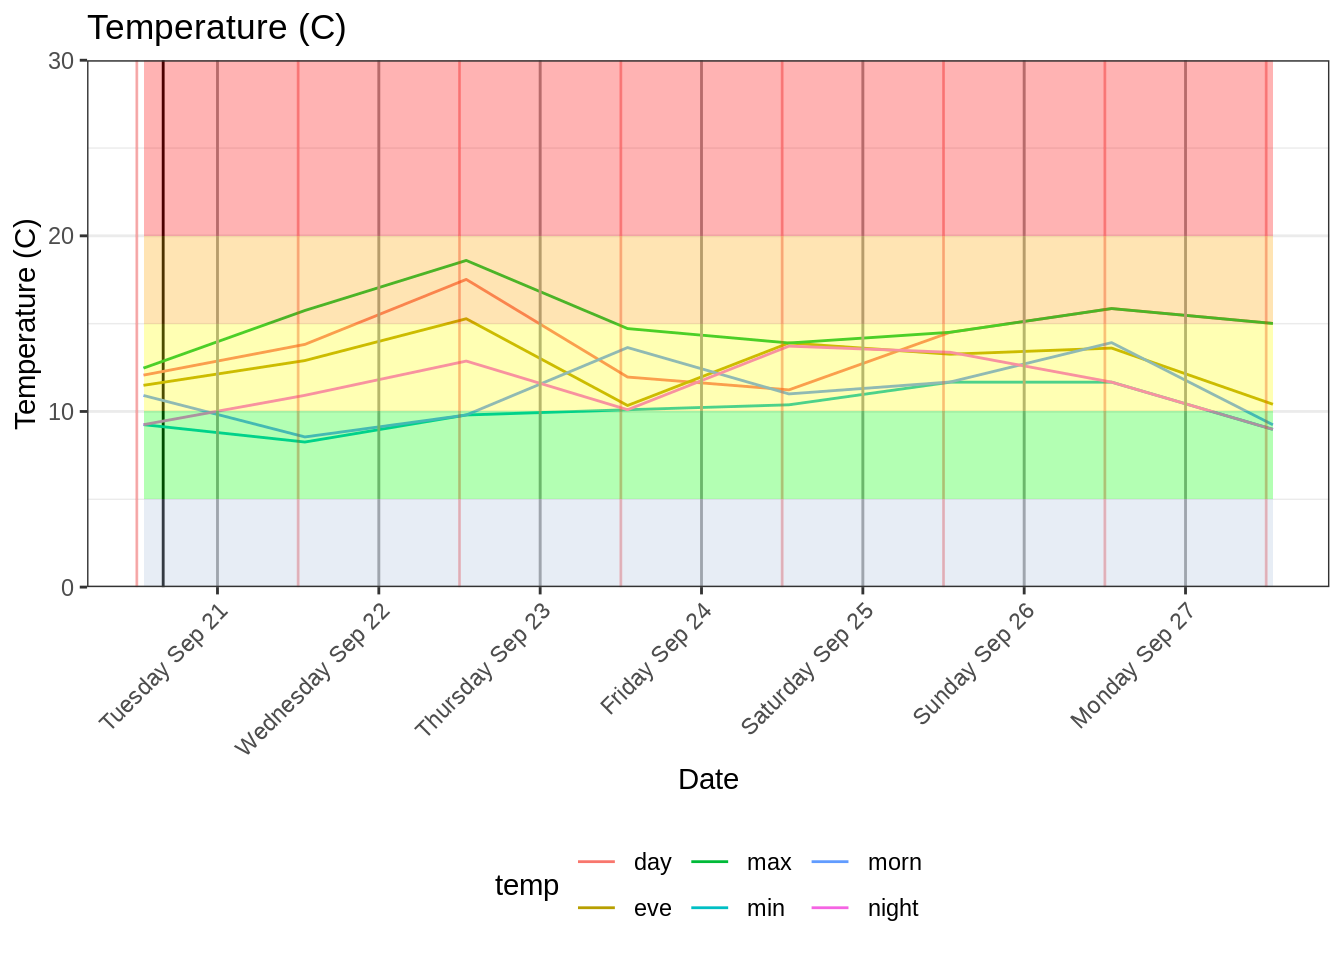 Temperature (C)
30
20
10
0
Temperature (C)
Tuesday Sep 21
Wednesday Sep 22
Thursday Sep 23
Friday Sep 24
Saturday Sep 25
Sunday Sep 26
Monday Sep 27
Date
temp
day
max
morn
eve
min
night